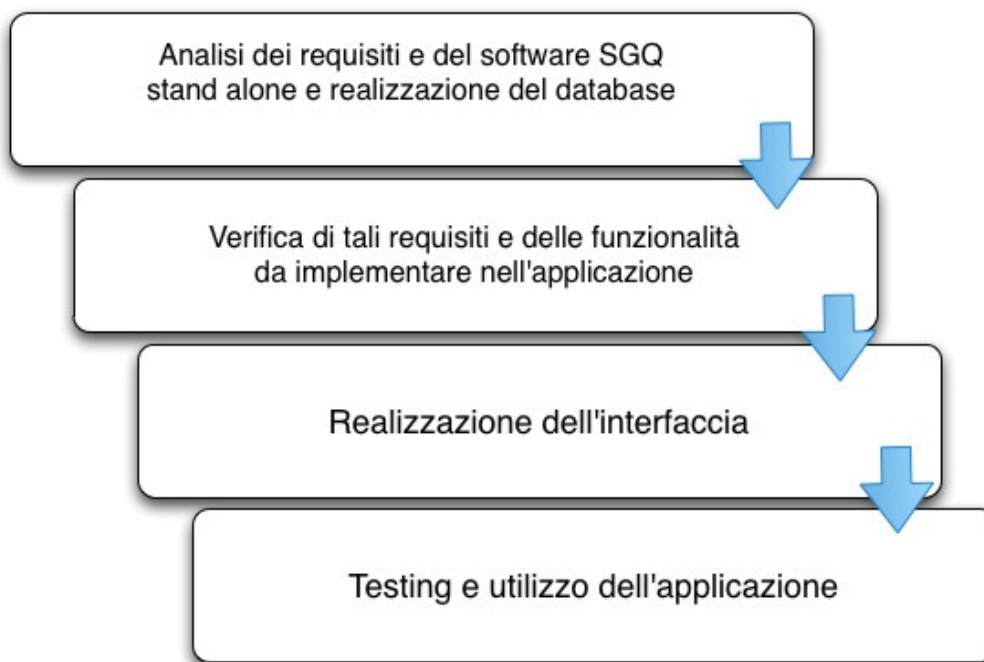 Analisi dei requisiti e del software SGQ
stand alone e realizzazione del database
Verifica di tali requisiti e delle funzionalità
da implementare nell'applicazione
Realizzazione dell'interfaccia
Testing e utilizzo dell'applicazione